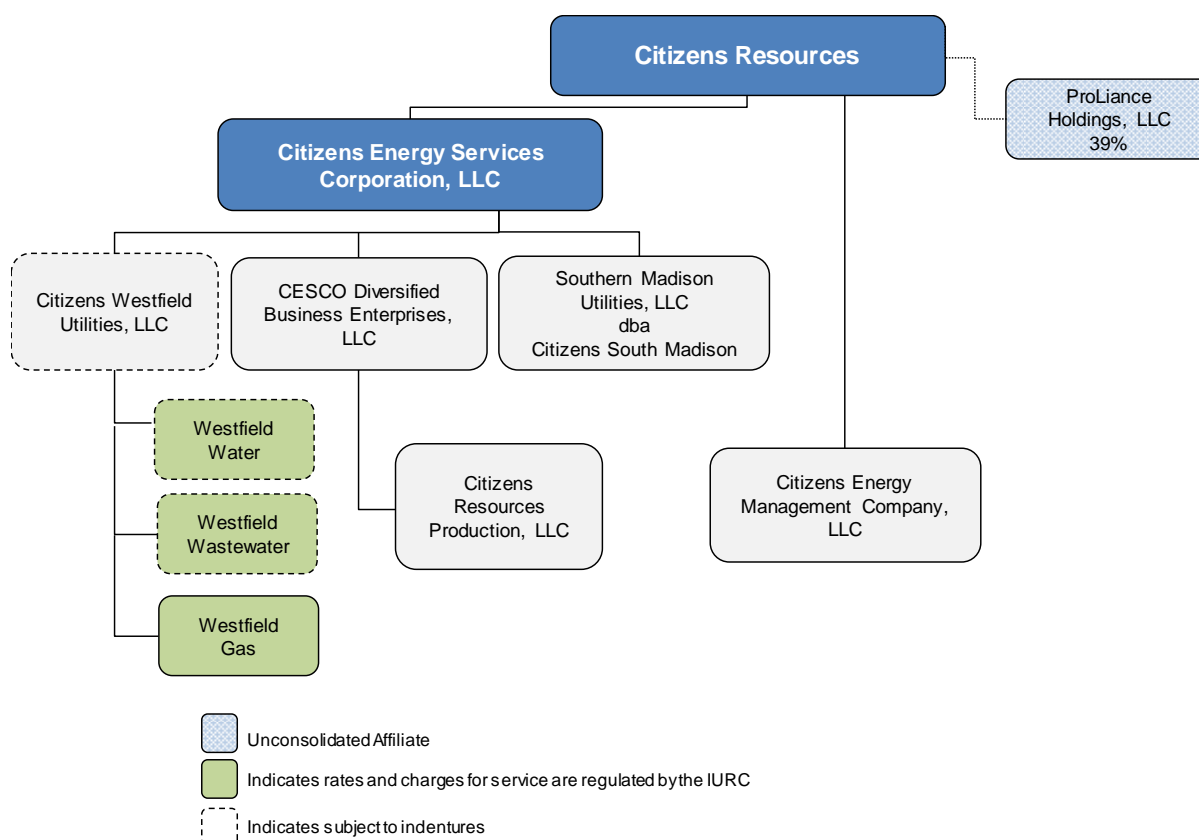 Citizens Resources
ProLiance
Holdings, LLC
39%
Citizens Energy Services
Corporation, LLC
Citizens Westfield
Utilities, LLC
CESCO Diversified
Business Enterprises,
LLC
Southern Madison
Utilities, LLC
dba
Citizens South Madison
Westfield
Water
Westfield
Wastewater
Westfield
Gas
Citizens
Resources
Production, LLC
Citizens Energy
Management Company,
LLC
Unconsolidated Affiliate
Indicates rates and charges for service are regulated by the IURC
Indicates subject to indentures